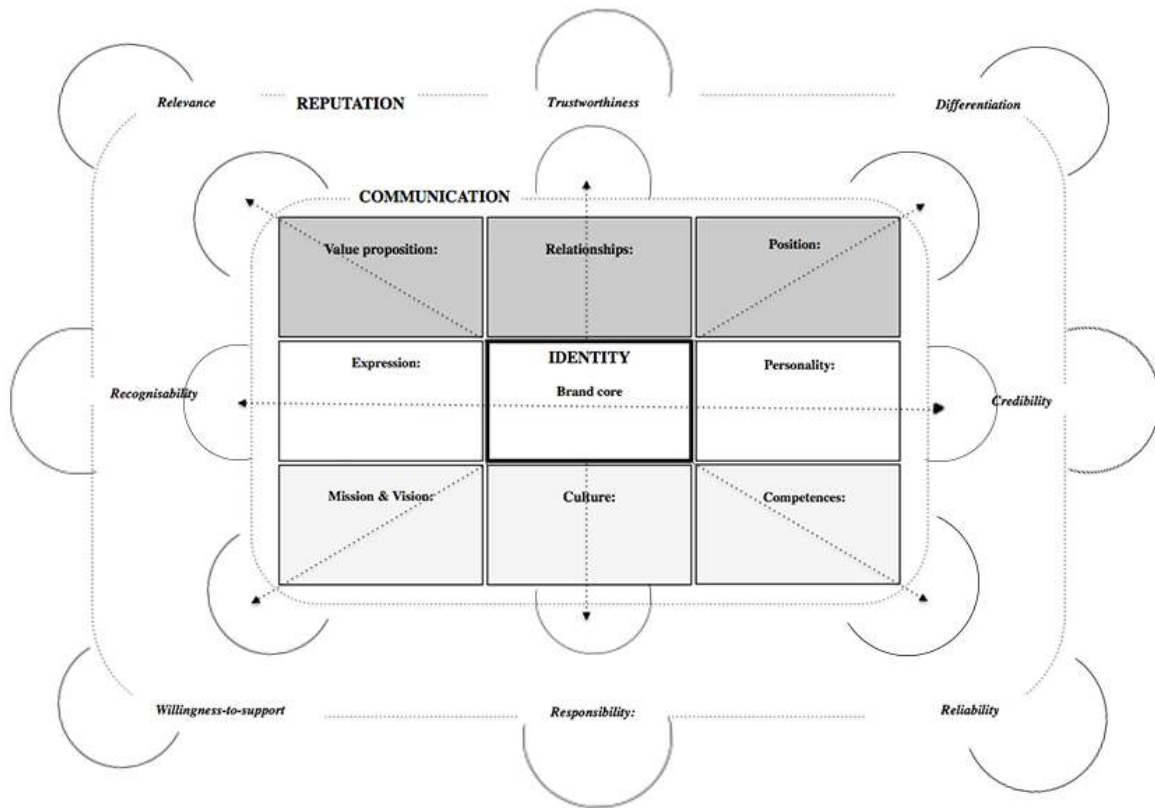 Relevance
REPUTATION
Trustworthiness
Differentiation
COMMUNICATION
Value proposition:
Relationships:
Position:
Expression:
IDENTITY
Personality:
Brand core
Recognisability
Credibility
Mission & Vision:
Culture:
Competences:
Willingness-to-support
Responsibility:
Reliability